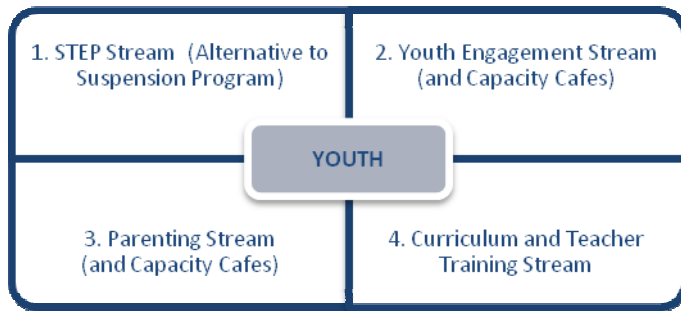 1. STEP Stream (Alternative to
Suspension Program)
2. Youth Engagement Stream
(and Capacity Cafes)
YOUTH
3. Parenting Stream
(and Capacity Cafes)
4. Curriculum and Teacher
Training Stream